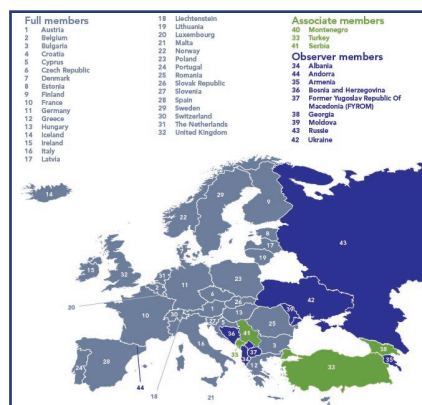 Full members
1 Austria
2 Belgium
3 Bulgaria
4 Croatia
5 Cyprus
6 Czech Republic
7 Denmark
8 Estonia
9 Finland
10 France
11 Germany
12 Greece
13 Hungary
14 Iceland
15 Ireland
16 Italy
17 Latvia
18 Liechtenstein
19 Lithuania
20 Luxembourg
21 Malta
22 Norway
23 Poland
24 Portugal
25 Romania
26 Slovak Republic
27 Slovenia
28 Spain
29 Sweden
30 Switzerland
31 The Netherlands
32 United Kingdom
Associate members
40 Montenegro
33 Turkey
41 Serbia
Observer members
34 Albania
44 Andorra
35 Armenia
36 Bosnia and Herzegovina
37 Former Yugoslav Republic Of
Macedonia (FYROM)
38 Georgia
39 Moldova
43 Russie
42 Ukraine
14
29
9
22
8
17
19
43
15
32
31
2
11
23
20
6
26
42
39
10
30
1
13
25
36
41
3
16
37
34
12
38
35
33
24
28
44
18
21
4